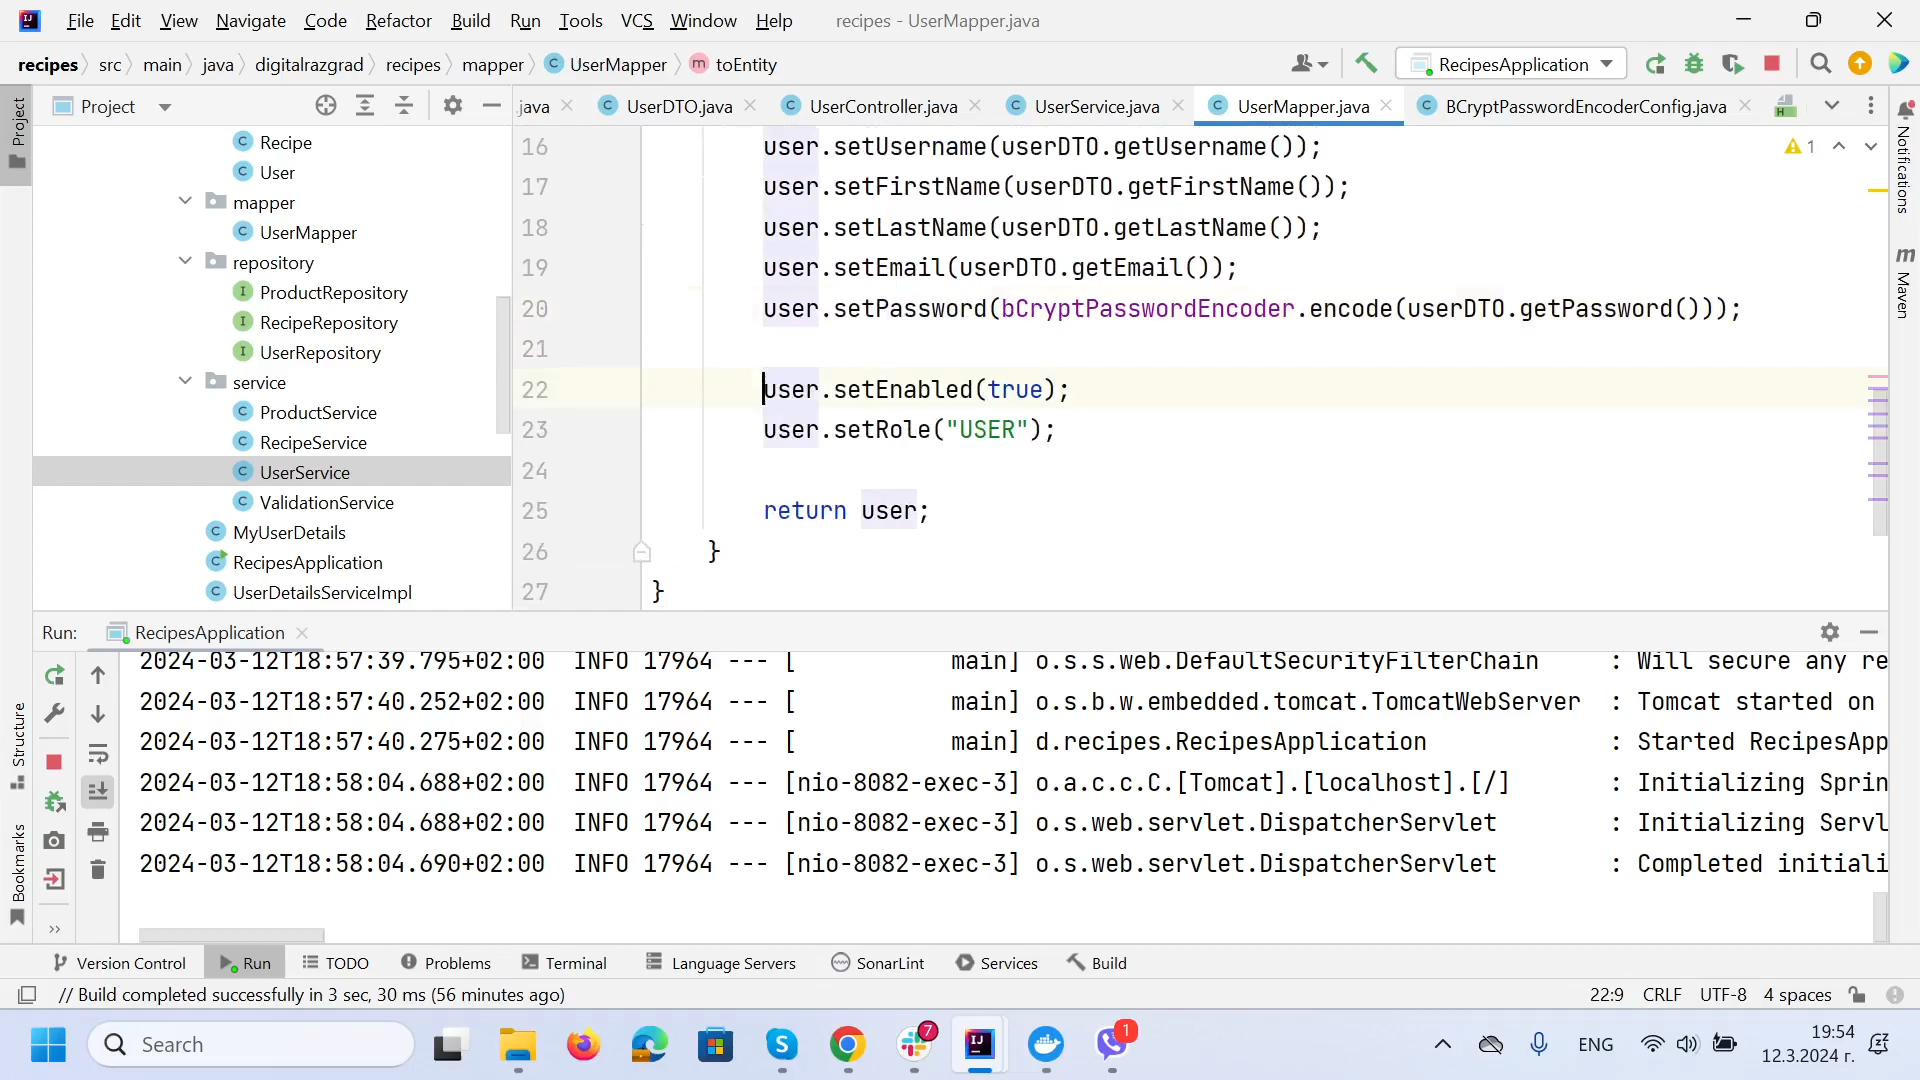 File Edit View Navigate Code Refactor Build Run Tools VCS Window Help recipes - UserMapper.java
recipes src main java digitalrazgrad recipes mapper UserMapper toEntity RecipesApplication
Project .java UserDTO.java UserController.java UserService.java UserMapper.java BCryptPasswordEncoderConfig.java
Project
Structure
Bookmarks
Notifications
Maven
Recipe
User
mapper
UserMapper
repository
ProductRepository
RecipeRepository
UserRepository
service
ProductService
RecipeService
UserService
ValidationService
MyUserDetails
RecipesApplication
UserDetailsServiceImpl
1
16 user.setUsername(userDTO.getUsername());
17 user.setFirstName(userDTO.getFirstName());
18 user.setLastName(userDTO.getLastName());
19 user.setEmail(userDTO.getEmail());
20 user.setPassword(bCryptPasswordEncoder.encode(userDTO.getPassword()));
21
22 user.setEnabled(true);
23 user.setRole("USER");
24
25 return user;
26 }
27 }
Run: RecipesApplication
2024-03-12T18:57:39.795+02:00 INFO 17964 --- [ main] o.s.s.web.DefaultSecurityFilterChain : Will secure any re
2024-03-12T18:57:40.252+02:00 INFO 17964 --- [ main] o.s.b.w.embedded.tomcat.TomcatWebServer : Tomcat started on
2024-03-12T18:57:40.275+02:00 INFO 17964 --- [ main] d.recipes.RecipesApplication : Started RecipesApp
2024-03-12T18:58:04.688+02:00 INFO 17964 --- [nio-8082-exec-3] o.a.c.c.C.[Tomcat].[localhost].[/] : Initializing Sprin
2024-03-12T18:58:04.688+02:00 INFO 17964 --- [nio-8082-exec-3] o.s.web.servlet.DispatcherServlet : Initializing Servl
2024-03-12T18:58:04.690+02:00 INFO 17964 --- [nio-8082-exec-3] o.s.web.servlet.DispatcherServlet : Completed initiali
Version Control Run TODO Problems Terminal Language Servers SonarLint Services Build
// Build completed successfully in 3 sec, 30 ms (56 minutes ago) 22:9 CRLF UTF-8 4 spaces
Search 7 1 ENG 19:54
12.3.2024 г.